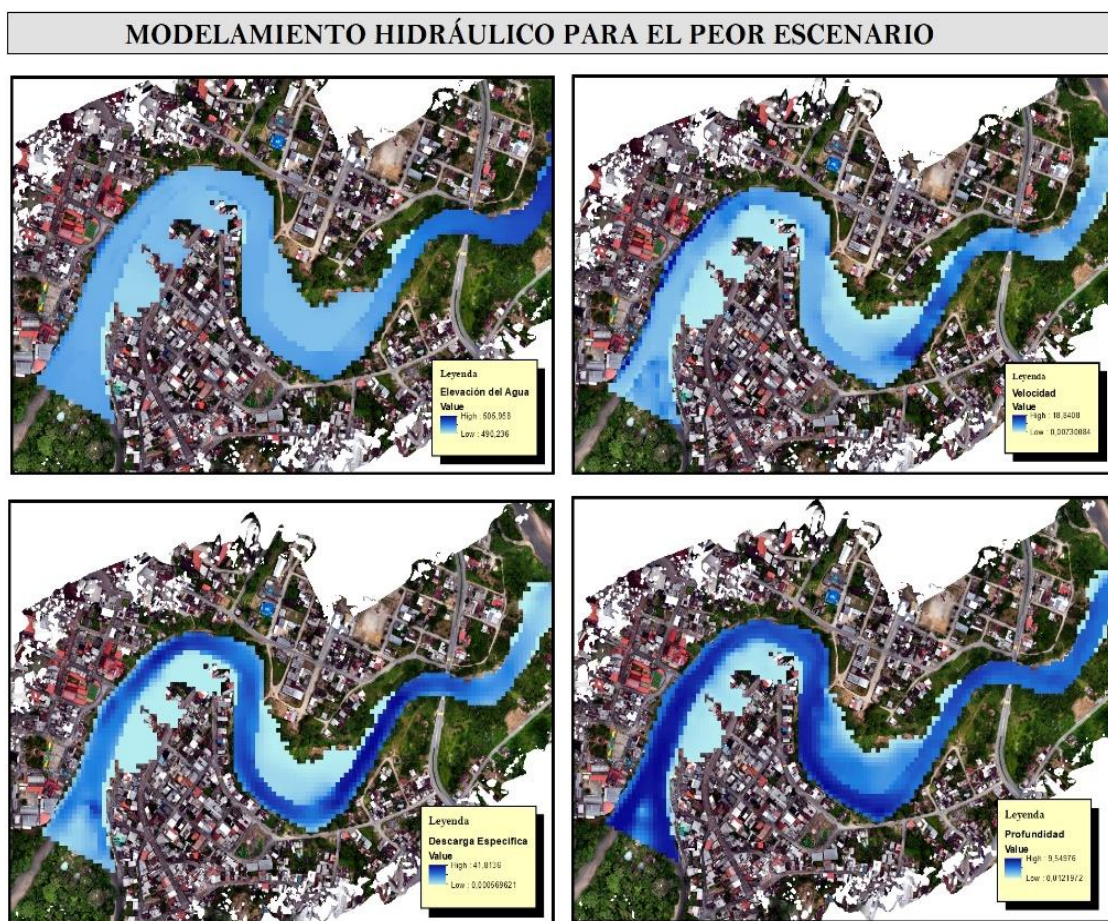 MODELAMIENTO HIDRÁULICO PARA EL PEOR ESCENARIO
Leyenda
Elevación del Agua
Value
High : 505,958
Low : 490,236
Leyenda
Velocidad
Value
High : 18,8408
Low : 0,00730084
Leyenda
Descarga Específica
Value
High : 41,8136
Low : 0,000569621
Leyenda
Profundidad
Value
High : 9,54976
Low : 0,0121972